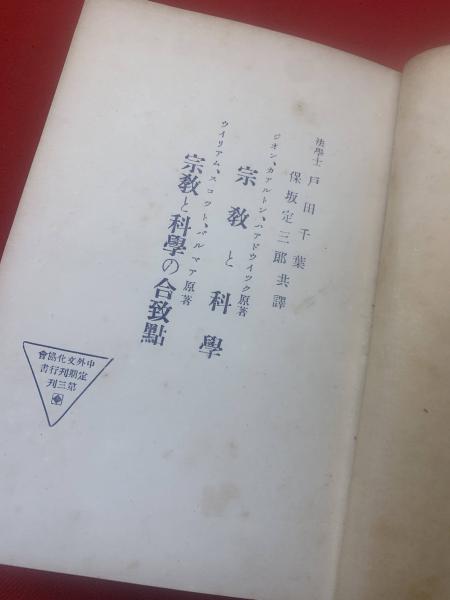 法學士 戸田千葉
保坂定三郎 共譯
ジオン、カアルトン、ハアドウイツク原著
宗教と科學
ウイリアム、スコツト、パルマア原著
宗教と科學の合致點
中外文化協會
定期刊行書
第三刊